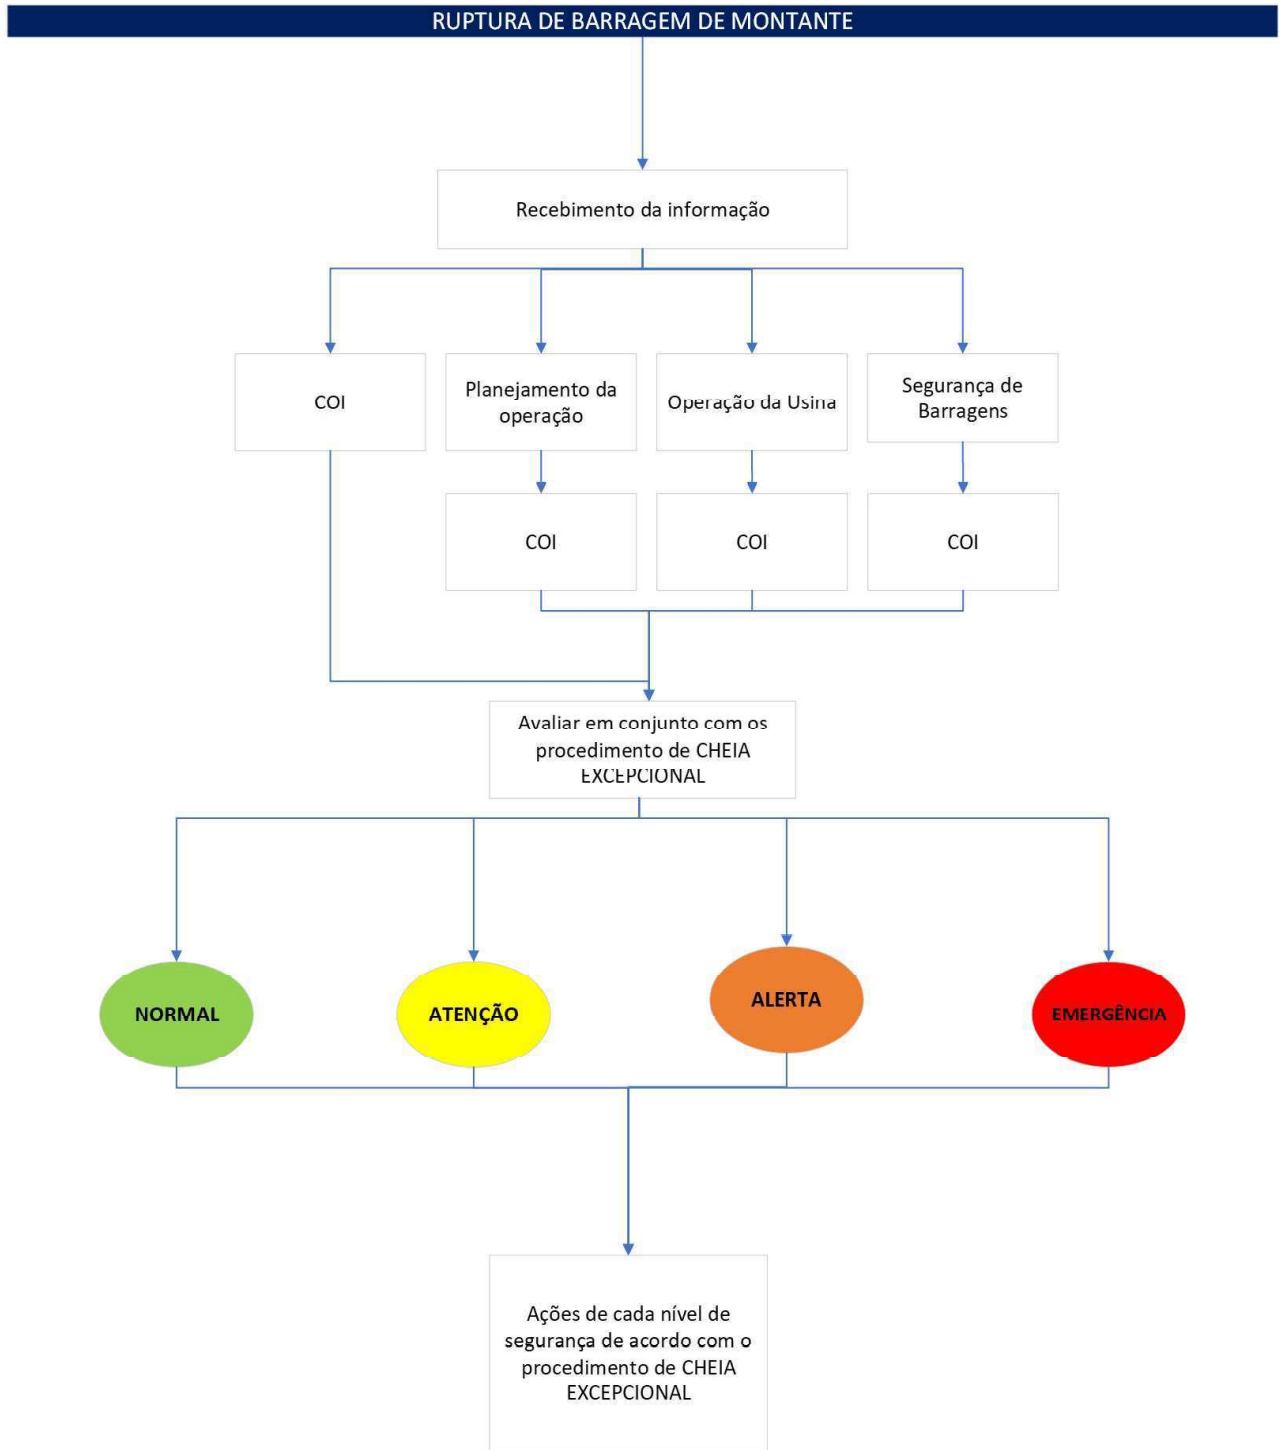 RUPTURA DE BARRAGEM DE MONTANTE
Recebimento da informação
COI
Planejamento da
operação
Operação da Usina
Segurança de
Barragens
COI
COI
COI
Avaliar em conjunto com os
procedimento de CHEIA
EXCEPCIONAL
NORMAL
ATENÇÃO
ALERTA
EMERGÊNCIA
Ações de cada nível de
segurança de acordo com o
procedimento de CHEIA
EXCEPCIONAL